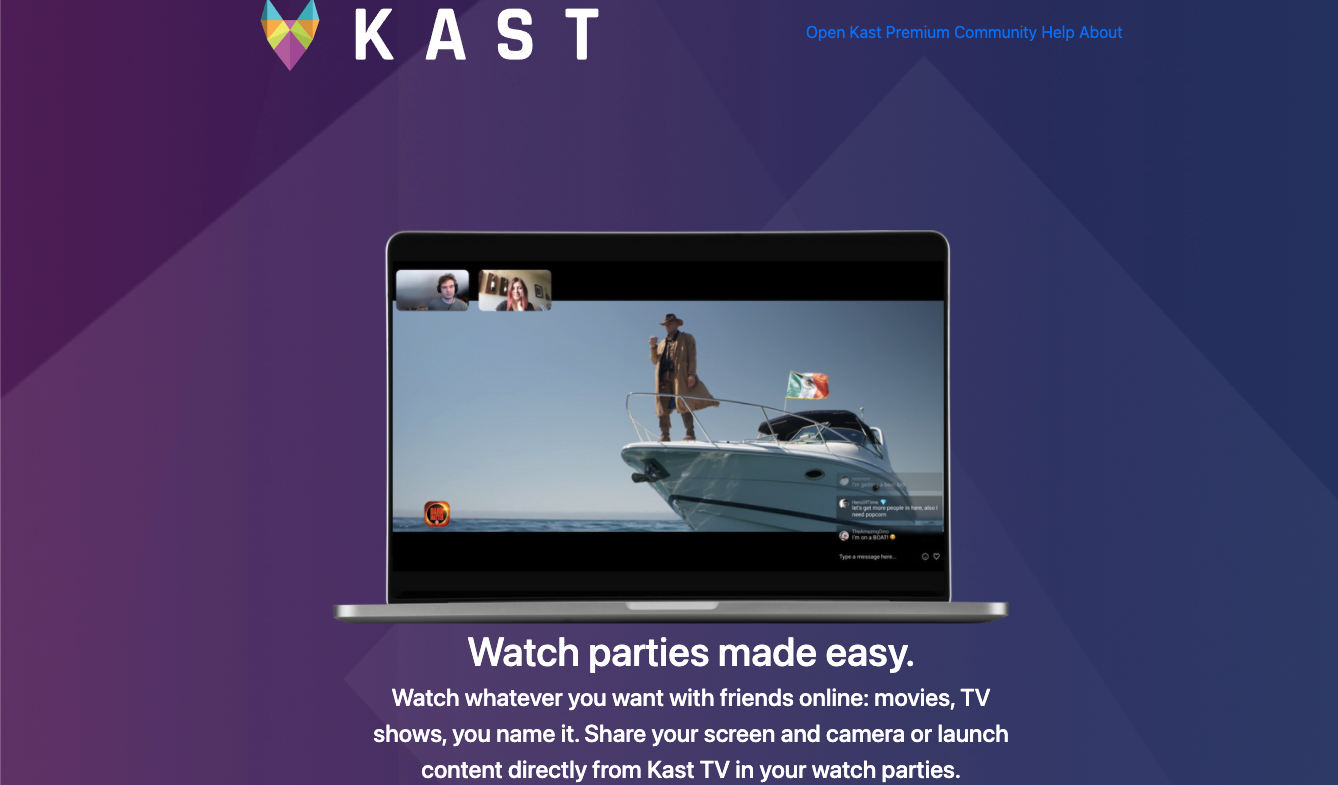 KAST
Open Kast Premium Community Help About
HeroOfTime
let's get more people in here, also I
need popcorn
TheAmazingDino
I'm on a BOAT!
Type a message here...
Watch parties made easy.
Watch whatever you want with friends online: movies, TV
shows, you name it. Share your screen and camera or launch
content directly from Kast TV in your watch parties.